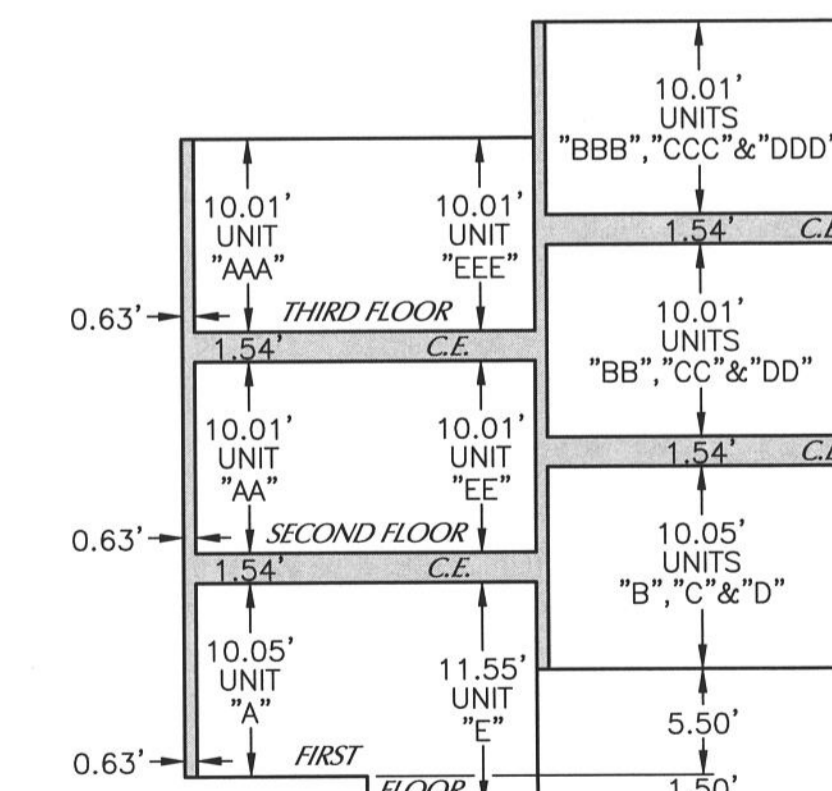 10.01'
UNITS
"BBB","CCC"&"DDD"
1.54' C.E
10.01'
UNIT
"AAA"
10.01'
UNIT
"EEE"
0.63'
THIRD FLOOR
1.54' C.E.
10.01'
UNITS
"BB","CC"&"DD"
1.54' C.E
10.01'
UNIT
"AA"
10.01'
UNIT
"EE"
0.63'
SECOND FLOOR
1.54' C.E.
10.05'
UNITS
"B","C"&"D"
10.05'
UNIT
"A"
11.55'
UNIT
"E"
5.50'
0.63'
FIRST
FLOOR
1.50'